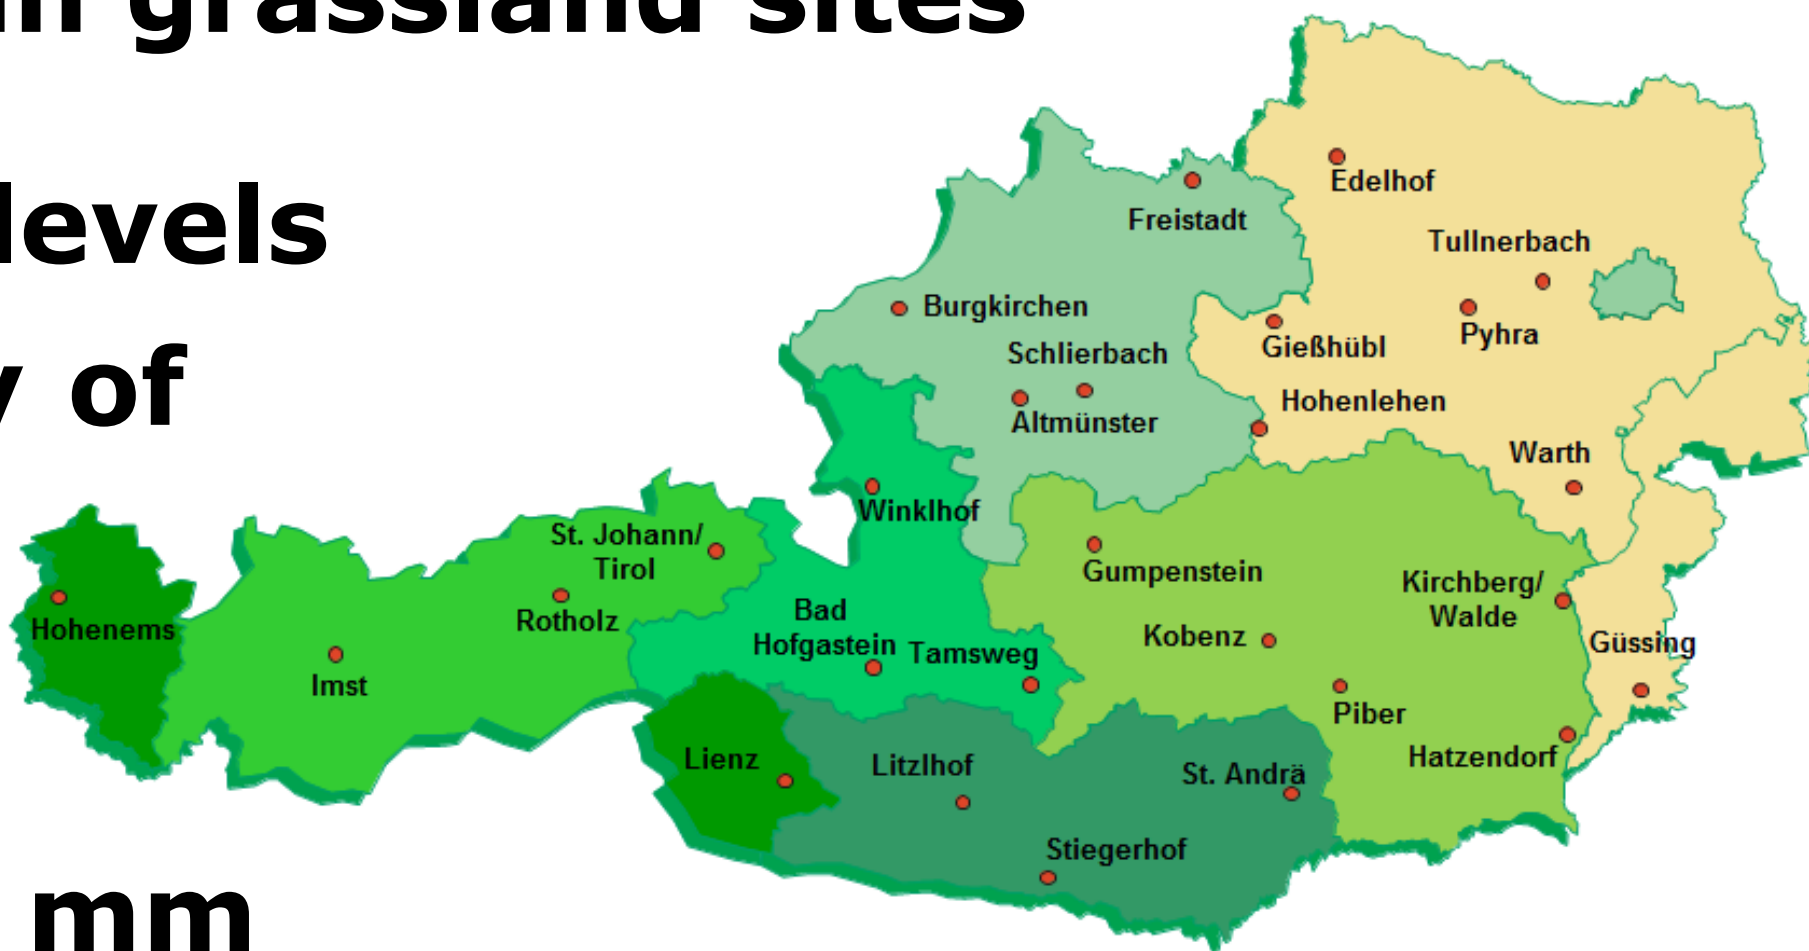 grassland sites
levels
of
mm
Edelhof
Freistadt
Tullnerbach
Burgkirchen
Pyhra
Gießhübl
Schlierbach
Hohenlehen
Altmünster
Warth
Winklhof
St. Johann/
Tirol
Gumpenstein
Kirchberg/
Walde
Bad
Hofgastein
Rotholz
Hohenems
Kobenz
Tamsweg
Güssing
Imst
Piber
Hatzendorf
Lienz
Litzlhof
St. Andrä
Stiegerhof